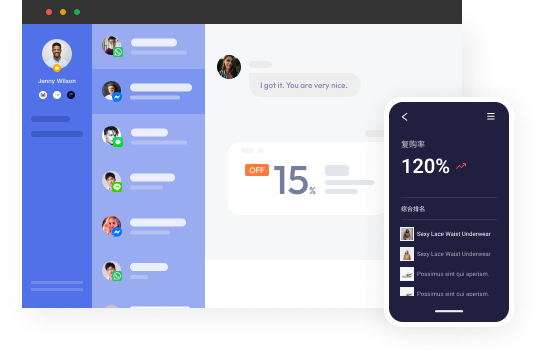 Jenny Wilson
I got it. You are very nice.
OFF
15%
复购率
120%
综合排名
Sexy Lace Waist Underwear
Sexy Lace Waist Underwear
Possimus sint qui aperiam.
Possimus sint qui aperiam.